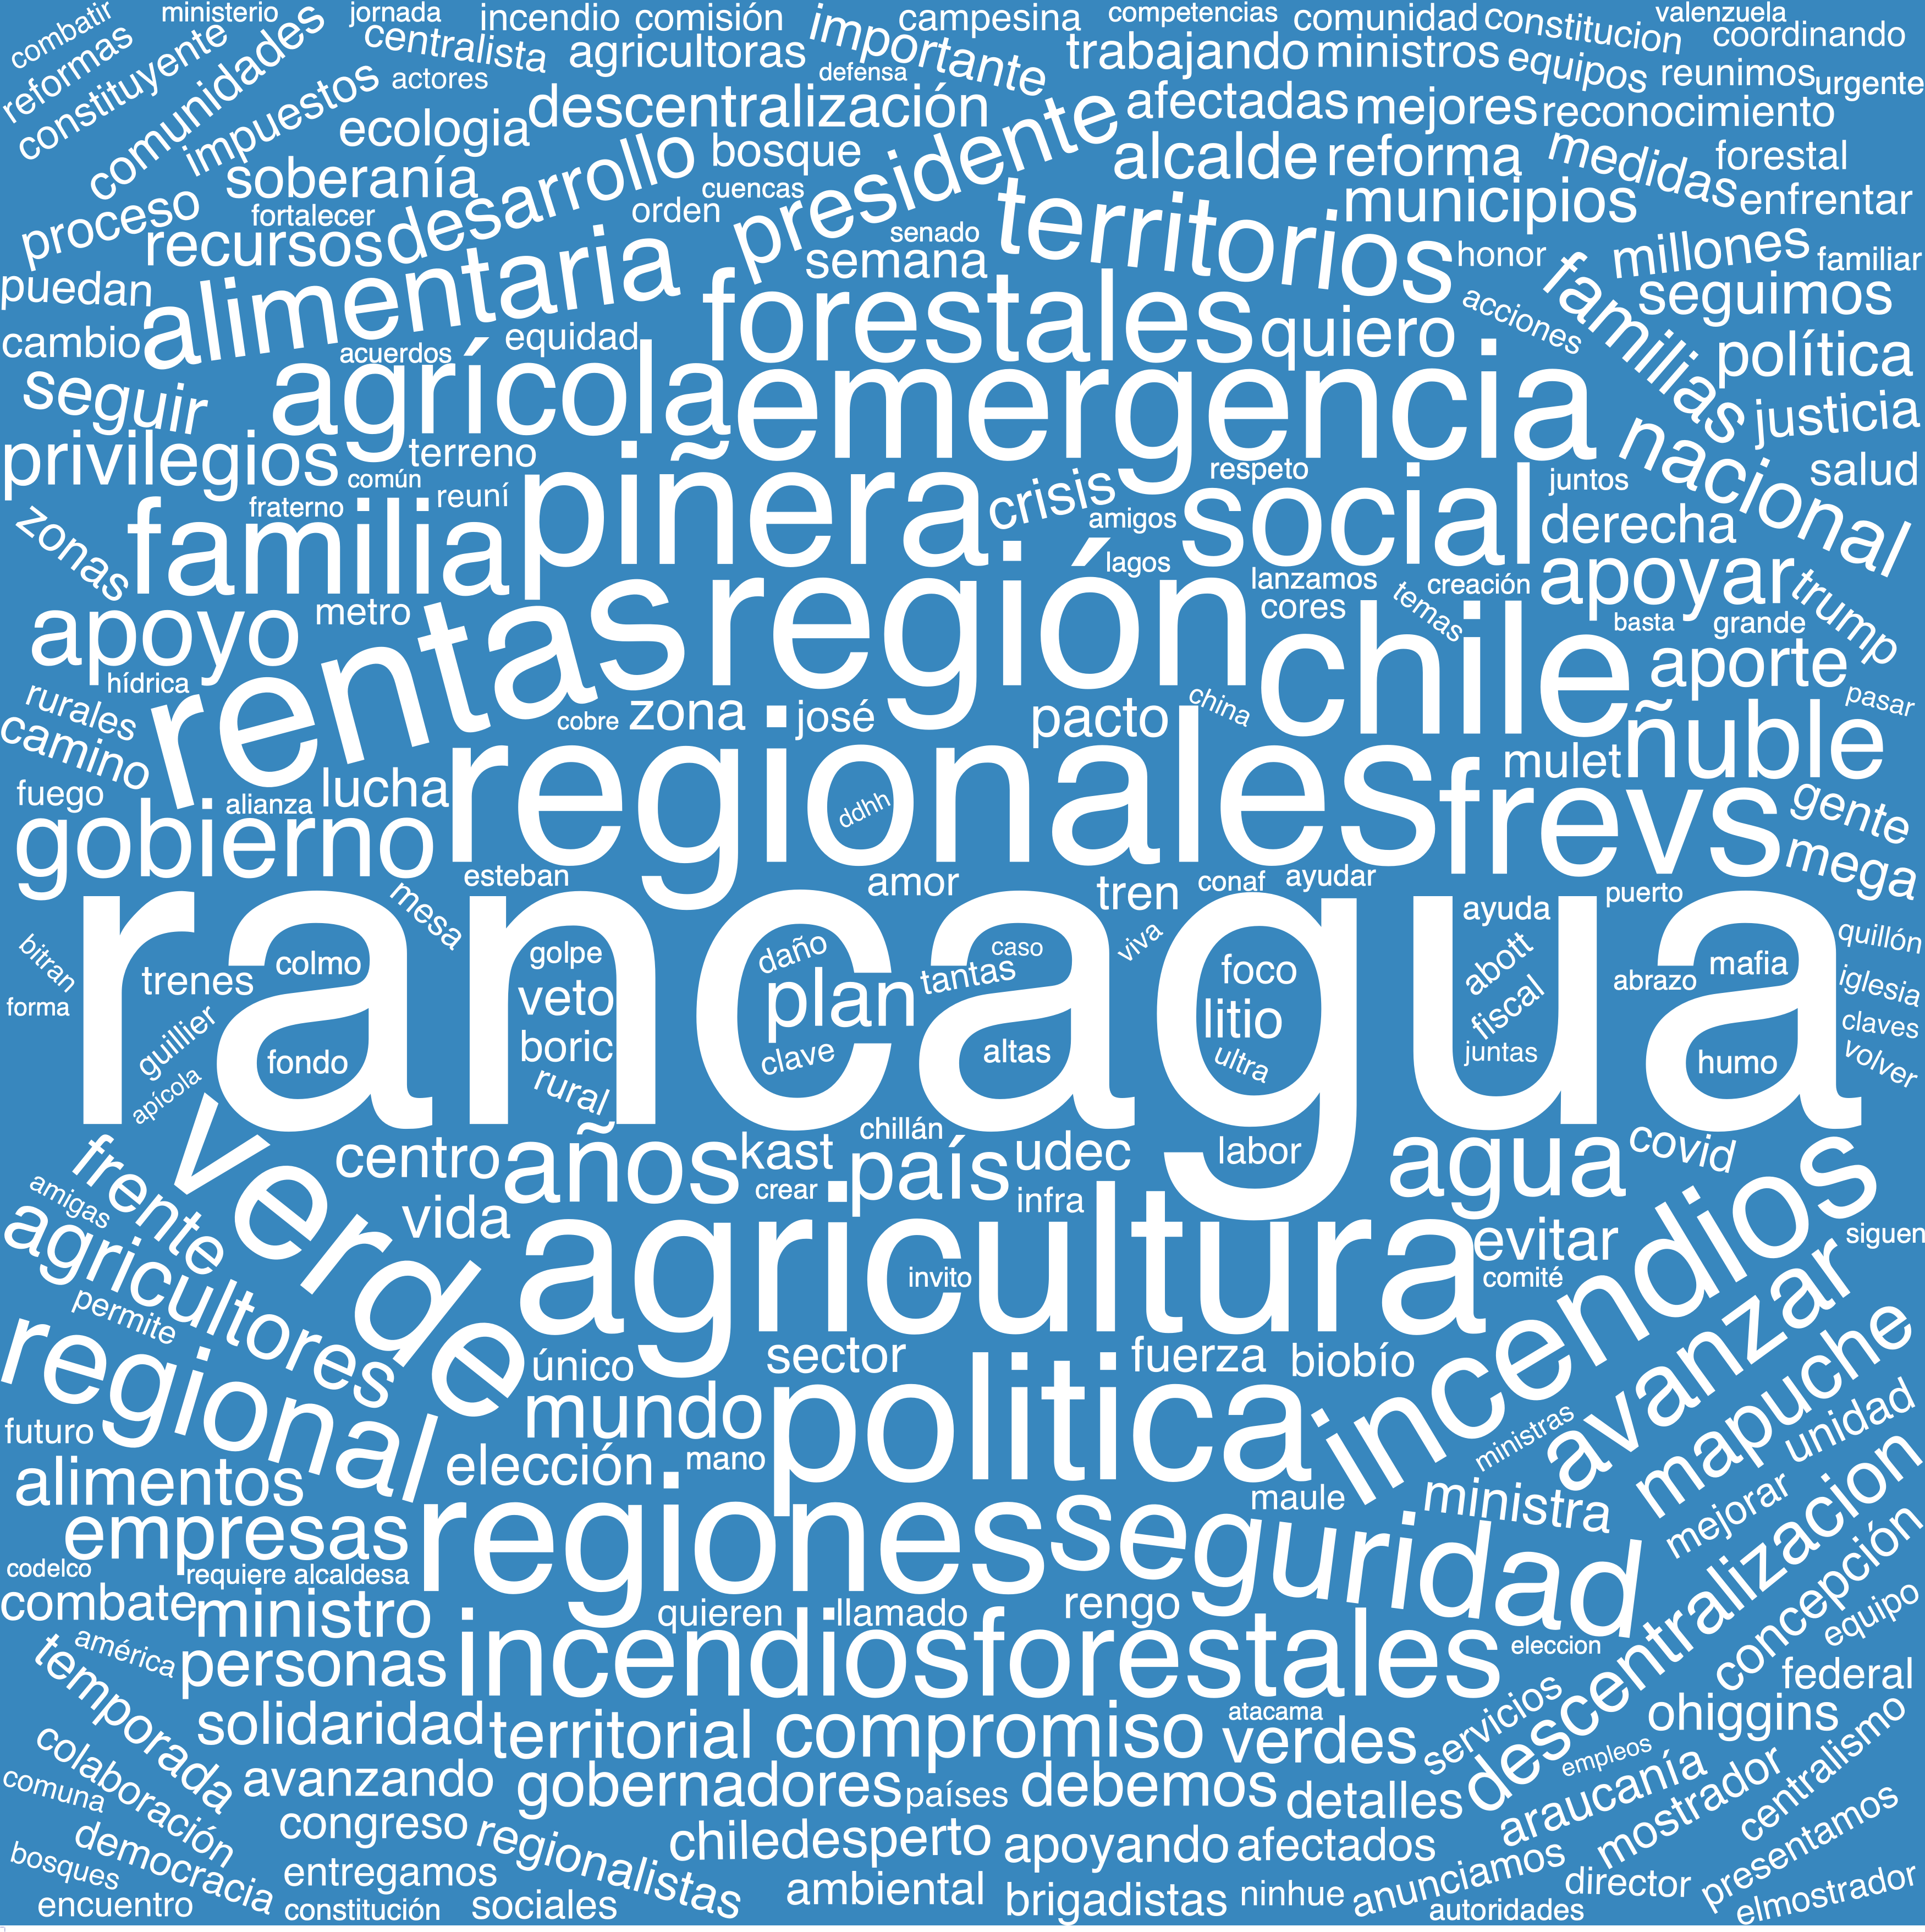 combatir ministerio jornada incendio comisión campesina competencias comunidad constitucion valenzuela
reformas constituyente comunidades centralista agricultoras importante trabajando ministros equipos reunimos coordinando
impuestos actores defensa urgente
ecologia descentralización presidente afectadas mejores reconocimiento
soberanía desarrollo bosque alcalde reforma medidas forestal
proceso fortalecer cuencas orden territorios municipios enfrentar
recursos alimentaria senado semana honor familias millones familiar
puedan forestales quiero acciones seguimos
cambio acuerdos equidad política
seguir agrícola emergencia nacional justicia
privilegios terreno piñera crisis respeto social juntos salud
común fraterno reuní amigos derecha
zonas familia región lagos lanzamos creación apoyar trump
apoyo metro rentas cores temas chile basta grande
hídrica aporte
rurales cobre zona josé pacto china ñuble pasar
camino lucha regionales mulet
fuego alianza ddhh frevs gente
gobierno mega
esteban amor tren conaf ayudar puerto
mesa rancagua ayuda quillón
bitran trenes colmo golpe daño caso viva foco abott abrazo mafia iglesia
forma veto plan tantas litio fiscal claves
guillier fondo boric clave altas ultra juntas humo volver
apícola rural
verde chillán labor covid
frente centro años kast país udec agua
amigas crear infra incendios
vida agricultura evitar siguen
agricultores invito comité avanzar
permite
regional único sector fuerza biobío mapuche
mundo politica ministras unidad
futuro elección mano
alimentos maule ministra mejorar descentralizacion
empresas regiones seguridad concepción
codelco requiere alcaldesa
combate ministro quieren llamado rengo equipo
américa personas incendiosforestales eleccion federal
temporada atacama servicios
solidaridad territorial compromiso verdes ohiggins
colaboración empleos centralismo
comuna avanzando gobernadores países debemos detalles araucanía mostrador
congreso regionalistas chiledesperto apoyando afectados presentamos
democracia
bosques entregamos ambiental anunciamos director
encuentro constitución sociales brigadistas ninhue autoridades elmostrador